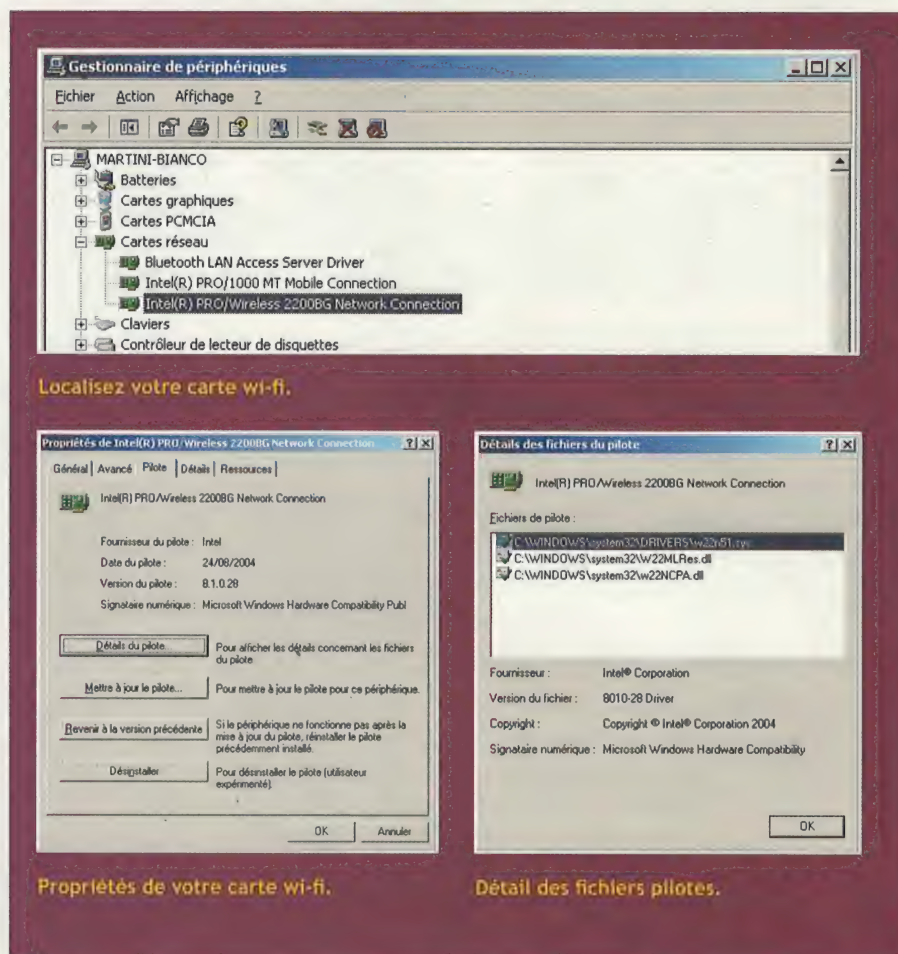 Gestionnaire de périphériques
Fichier Action Affichage ?
MARTINI-BIANCO
Batteries
Cartes graphiques
Cartes PCMCIA
Cartes réseau
Bluetooth LAN Access Server Driver
Intel(R) PRO/1000 MT Mobile Connection
Intel(R) PRO/Wireless 2200BG Network Connection
Claviers
Contrôleur de lecteur de disquettes
Localisez votre carte wi-fi.
Propriétés de Intel(R) PRO/Wireless 2200BG Network Connection
Général Avancé Pilote Détails Ressources
Intel(R) PRO/Wireless 2200BG Network Connection
Fournisseur du pilote : Intel
Date du pilote : 24/08/2004
Version du pilote : 8.1.0.28
Signataire numérique : Microsoft Windows Hardware Compatibility Publ
Détails du pilote...
Pour afficher les détails concernant les fichiers
du pilote.
Mettre à jour le pilote...
Pour mettre à jour le pilote pour ce périphérique.
Revenir à la version précédente
Si le périphérique ne fonctionne pas après la
mise à jour du pilote, réinstaller le pilote
précédemment installé.
Désinstaller
Pour désinstaller le pilote (utilisateur
expérimenté).
OK Annuler
Propriétés de votre carte wi-fi.
Détails des fichiers du pilote
Intel(R) PRO/Wireless 2200BG Network Connection
Fichiers de pilote :
C:\WINDOWS\system32\DRIVERS\w22n51.sys
C:\WINDOWS\system32\W22MLRes.dll
C:\WINDOWS\system32\w22NCPA.dll
Fournisseur : Intel® Corporation
Version du fichier : 8010-28 Driver
Copyright : Copyright © Intel® Corporation 2004
Signataire numérique : Microsoft Windows Hardware Compatibility
OK
Détail des fichiers pilotes.